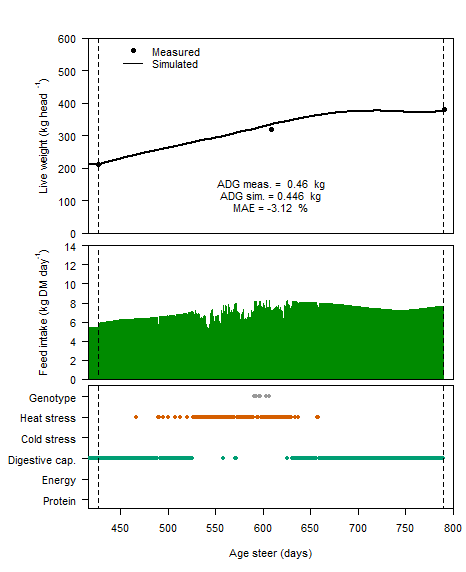 600
500
400
300
200
100
0
Live weight (kg head ⁻¹)
Measured
Simulated
ADG meas. = 0.46 kg
ADG sim. = 0.446 kg
MAE = -3.12 %
14
12
10
8
6
4
2
0
Feed intake (kg DM day⁻¹)
Genotype
Heat stress
Cold stress
Digestive cap.
Energy
Protein
450 500 550 600 650 700 750 800
Age steer (days)